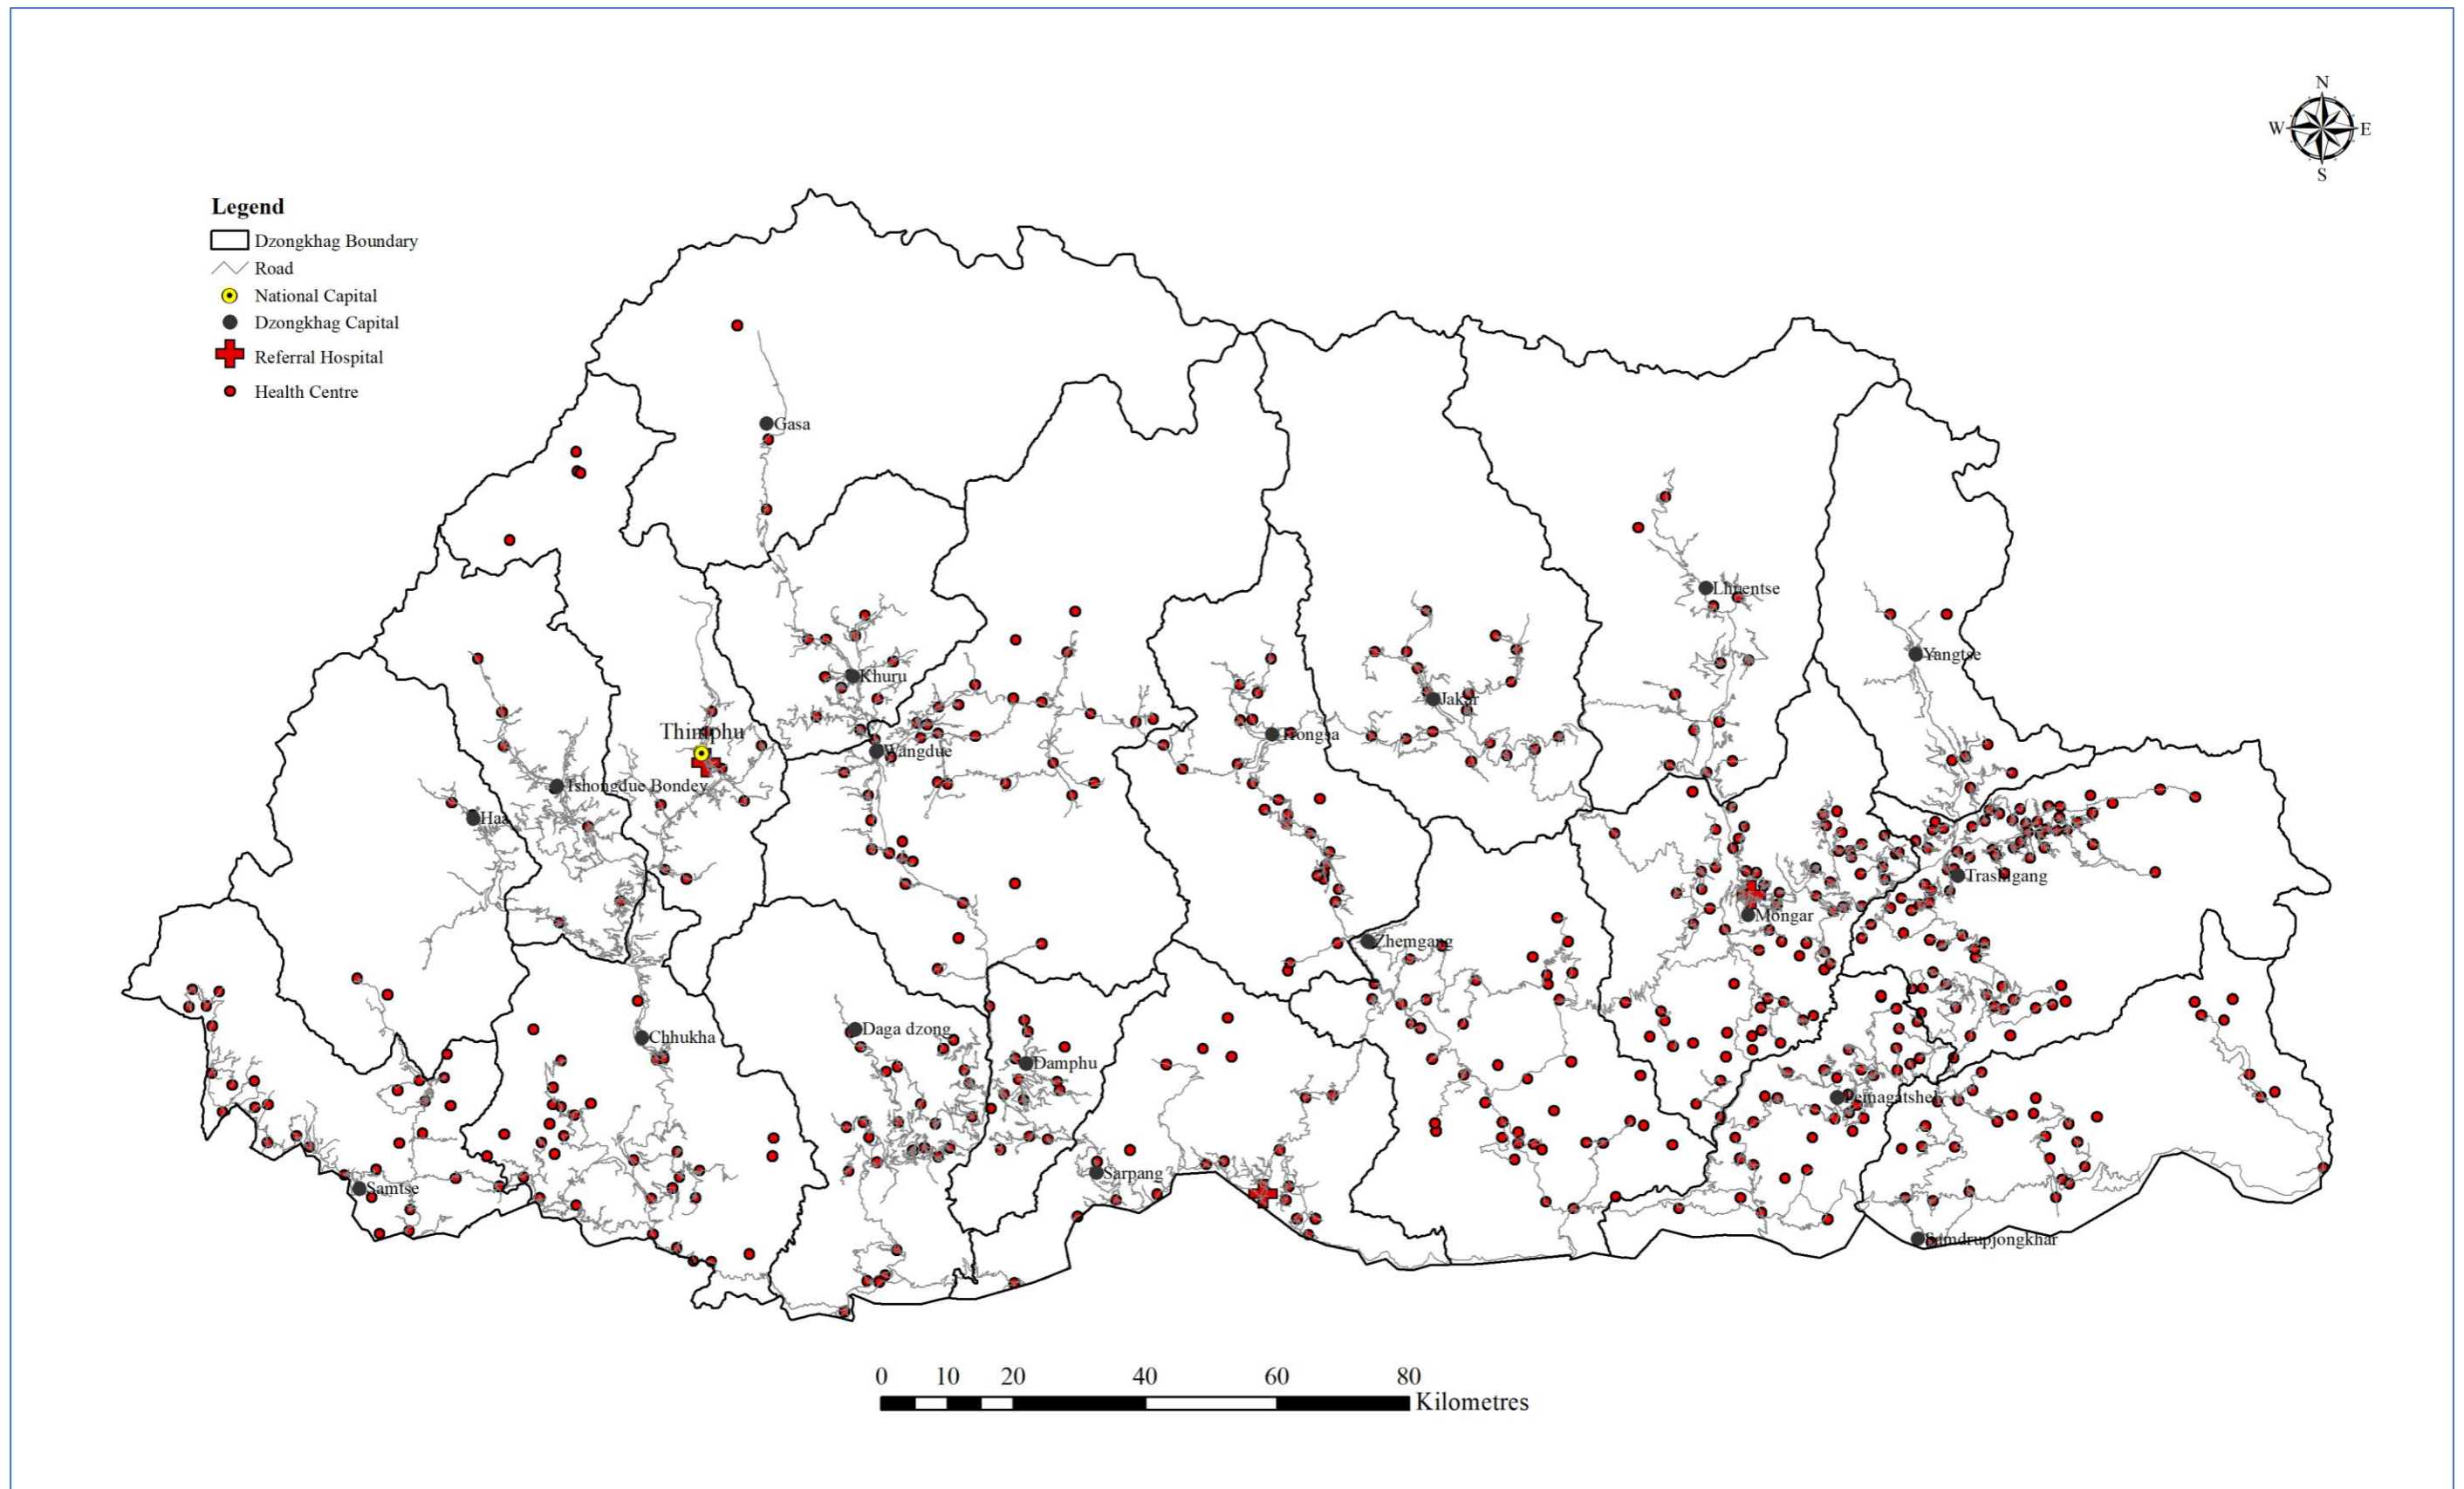 N
W E
S
Legend
Dzongkhag Boundary
Road
National Capital
Dzongkhag Capital
Referral Hospital
Health Centre
Gasa
Lhuentse
Yangtse
Khuru
Jakar
Thimphu
Trongsa
Wangdue
Tshongdue Bondey
Haa
Trashigang
Mongar
Zhemgang
Daga dzong
Chhukha
Damphu
Pemagatshel
Sarpang
Samtse
Samdrupjongkhar
0 10 20 40 60 80
Kilometres